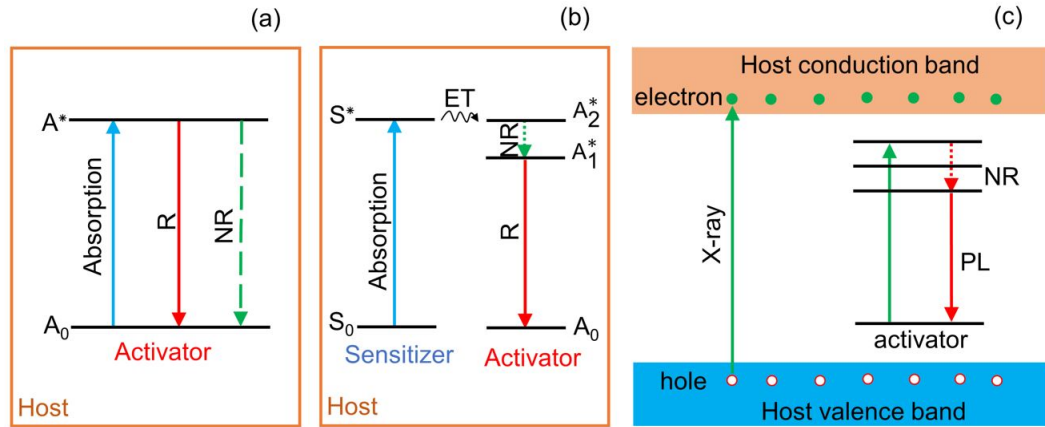 (a)
A*
Absorption
R
NR
A₀
Activator
Host
(b)
S*
ET
A₂*
NR
A₁*
Absorption
R
S₀
A₀
Sensitizer
Activator
Host
(c)
Host conduction band
electron
X-ray
NR
PL
activator
hole
Host valence band